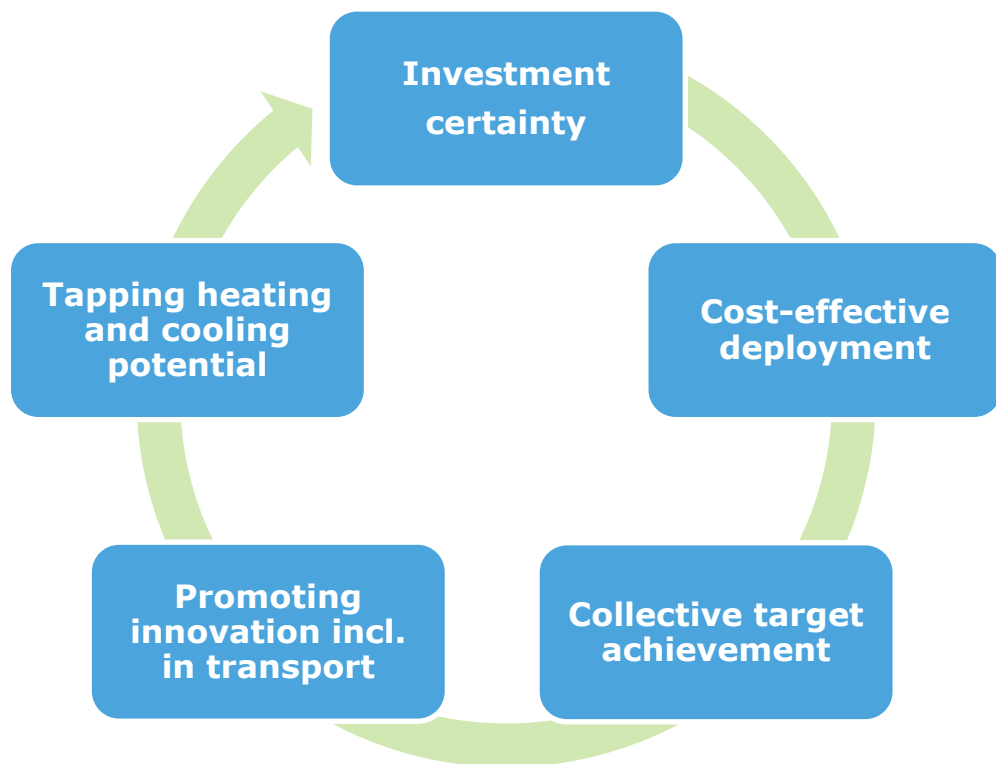 Investment
certainty
Cost-effective
deployment
Collective target
achievement
Promoting
innovation incl.
in transport
Tapping heating
and cooling
potential